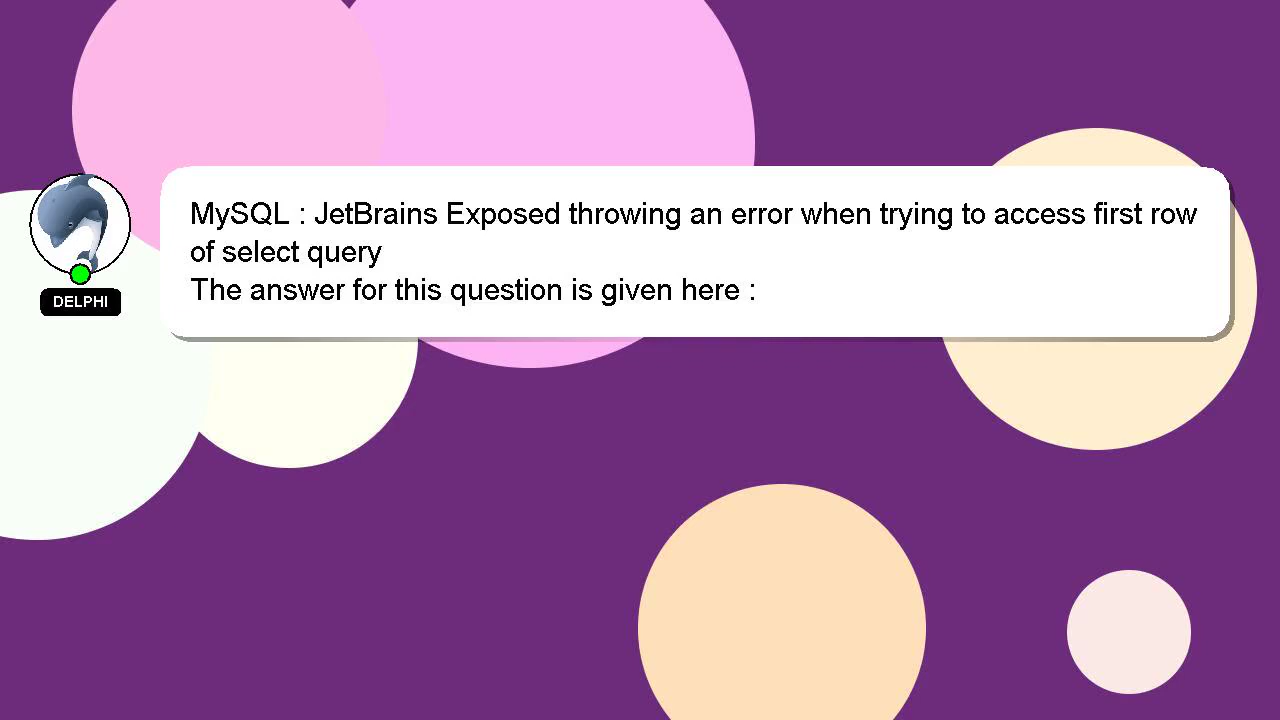 MySQL : JetBrains Exposed throwing an error when trying to access first row
of select query
The answer for this question is given here :
DELPHI